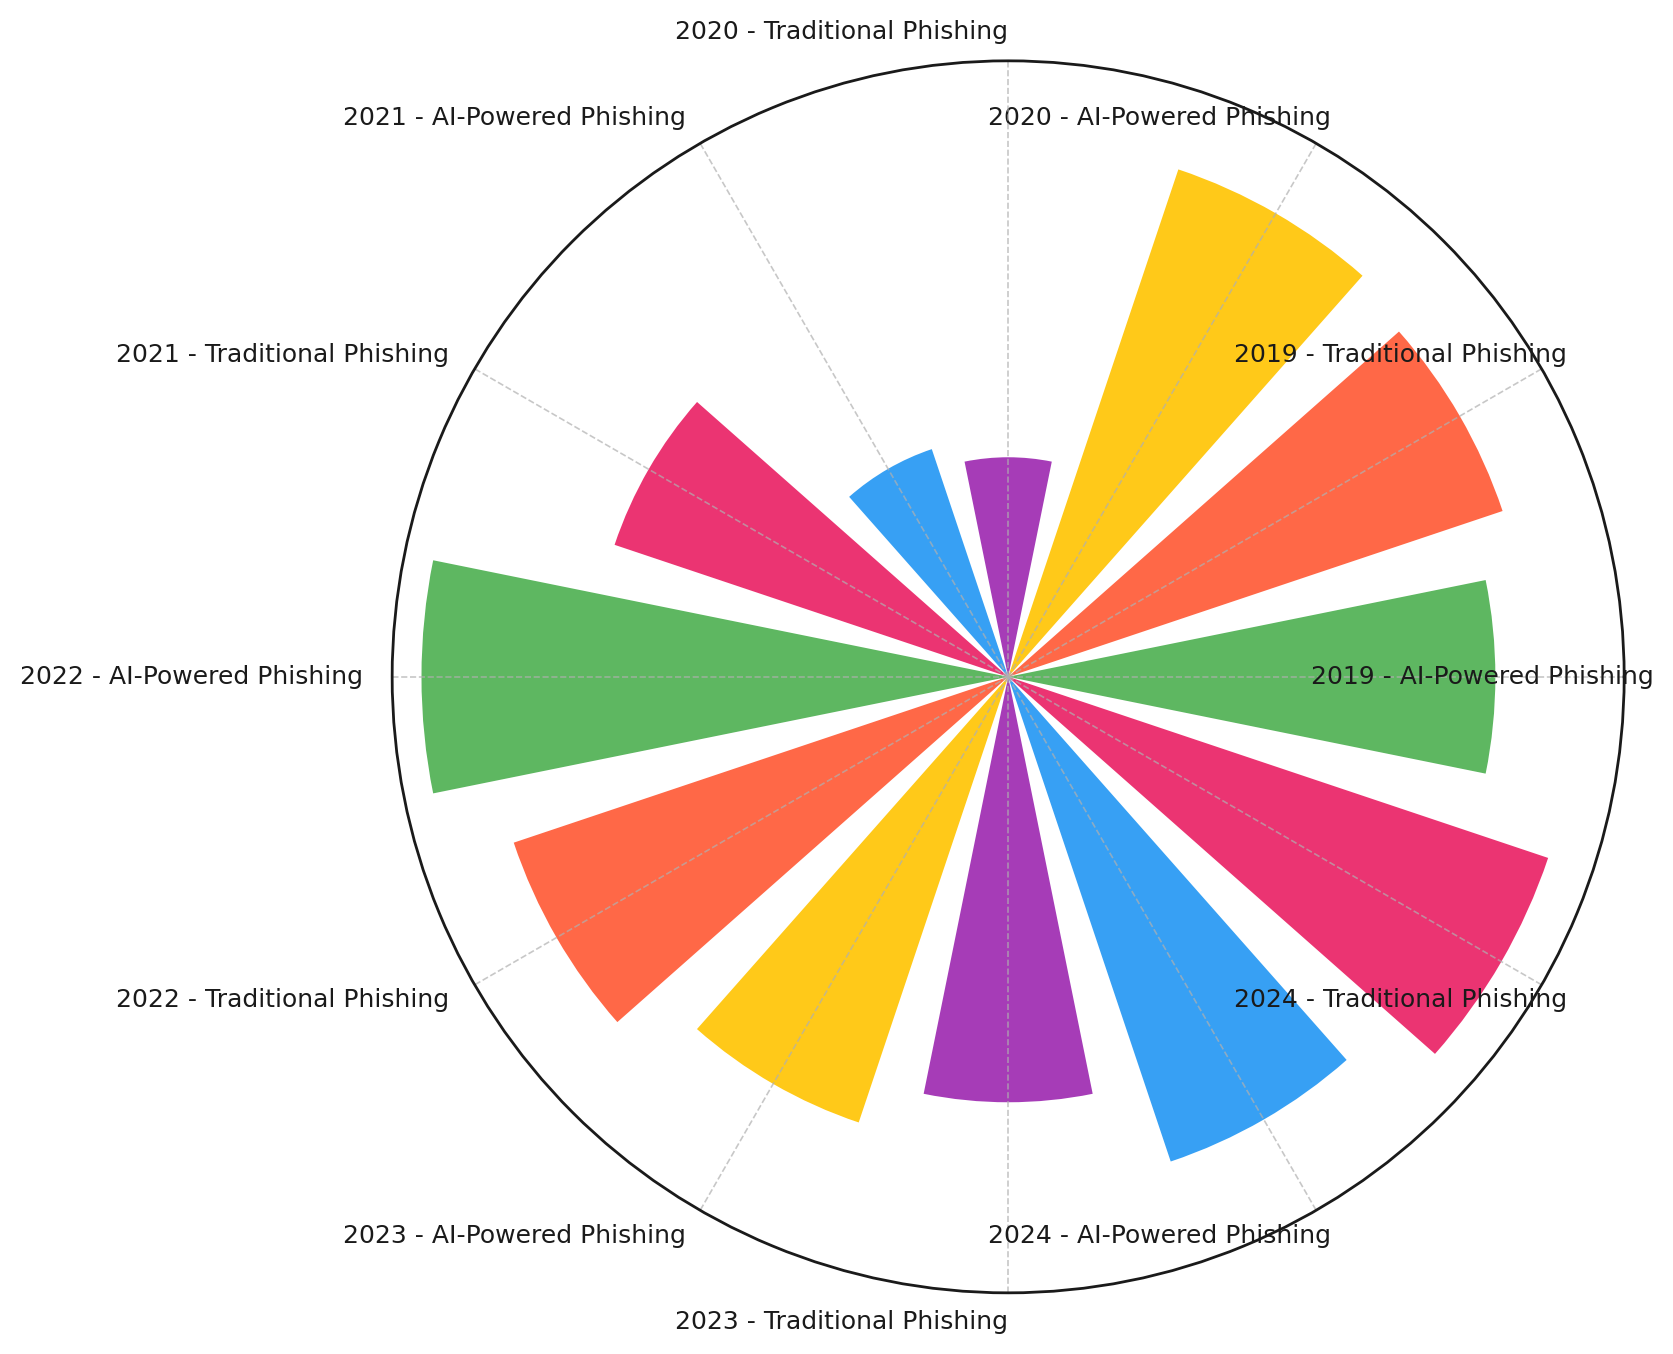 2020 - Traditional Phishing
2021 - AI-Powered Phishing
2020 - AI-Powered Phishing
2021 - Traditional Phishing
2019 - Traditional Phishing
2022 - AI-Powered Phishing
2019 - AI-Powered Phishing
2022 - Traditional Phishing
2024 - Traditional Phishing
2023 - AI-Powered Phishing
2024 - AI-Powered Phishing
2023 - Traditional Phishing